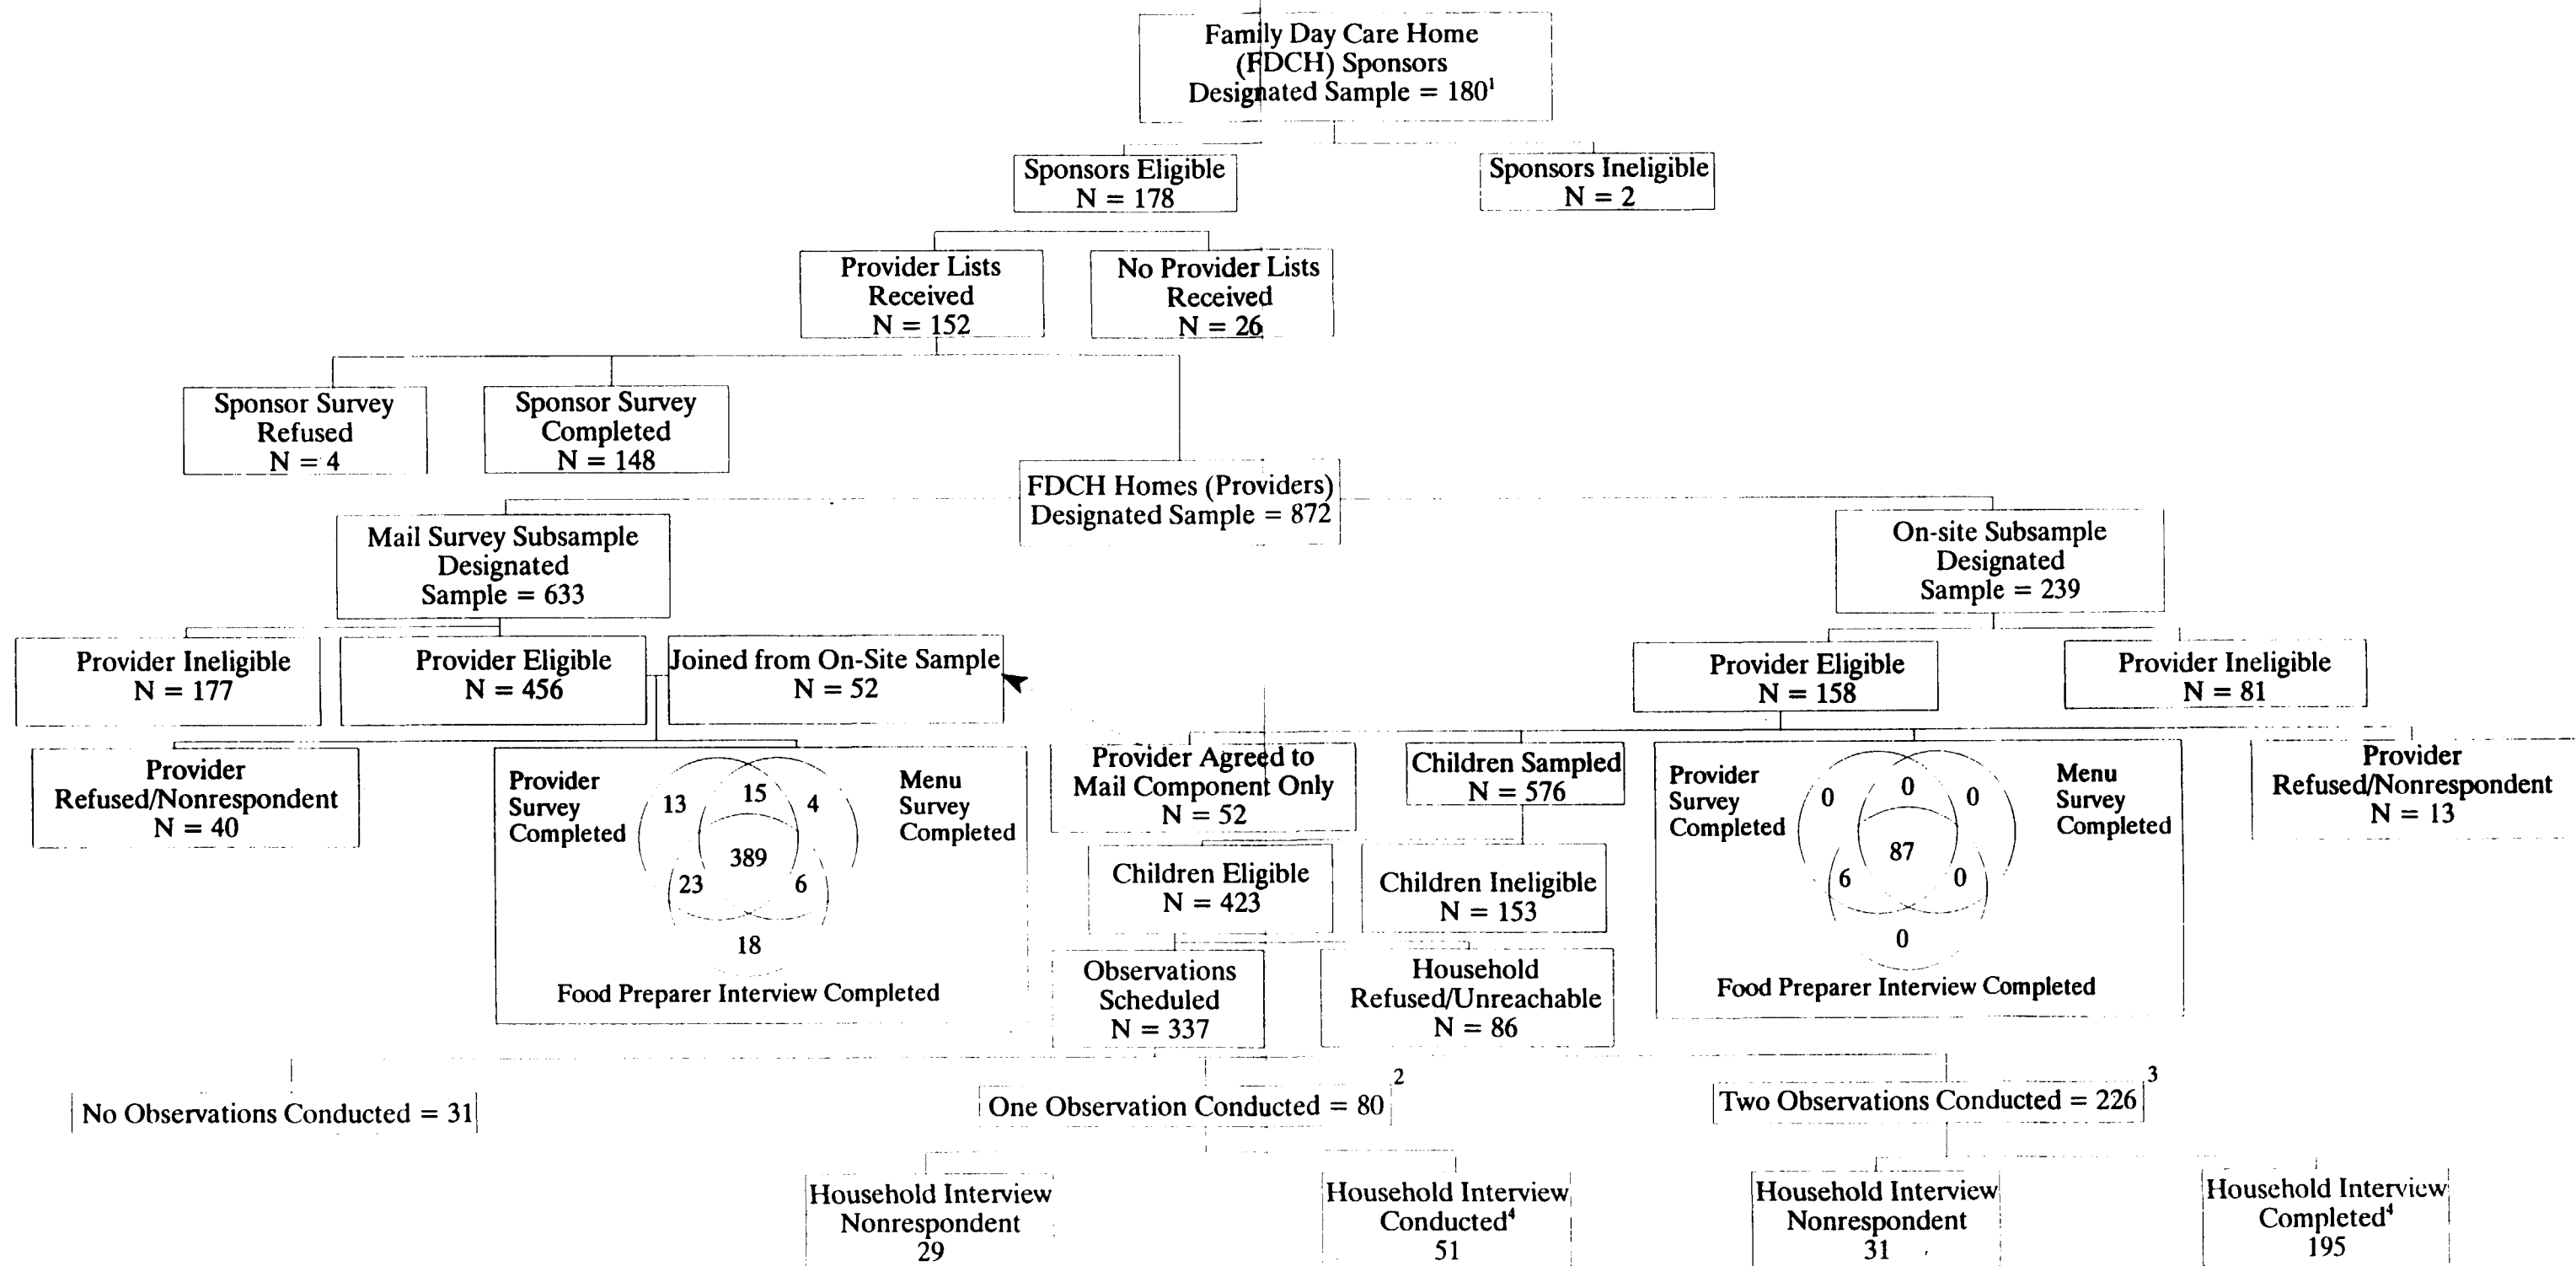 Family Day Care Home
(FDCH) Sponsors
Designated Sample = 180¹
Sponsors Eligible
N = 178
Sponsors Ineligible
N = 2
Provider Lists
Received
N = 152
No Provider Lists
Received
N = 26
Sponsor Survey
Refused
N = 4
Sponsor Survey
Completed
N = 148
FDCH Homes (Providers)
Designated Sample = 872
Mail Survey Subsample
Designated
Sample = 633
On-site Subsample
Designated
Sample = 239
Provider Ineligible
N = 177
Provider Eligible
N = 456
Joined from On-Site Sample
N = 52
Provider Eligible
N = 158
Provider Ineligible
N = 81
Provider
Refused/Nonrespondent
N = 40
Provider
Survey
Completed
13
15
4
389
23
6
18
Menu
Survey
Completed
Food Preparer Interview Completed
Provider Agreed to
Mail Component Only
N = 52
Children Sampled
N = 576
Provider
Survey
Completed
0
0
0
87
6
0
0
Menu
Survey
Completed
Food Preparer Interview Completed
Provider
Refused/Nonrespondent
N = 13
Children Eligible
N = 423
Children Ineligible
N = 153
Observations
Scheduled
N = 337
Household
Refused/Unreachable
N = 86
No Observations Conducted = 31
One Observation Conducted = 80²
Two Observations Conducted = 226³
Household Interview
Nonrespondent
29
Household Interview
Conducted⁴
51
Household Interview
Nonrespondent
31
Household Interview
Completed⁴
195